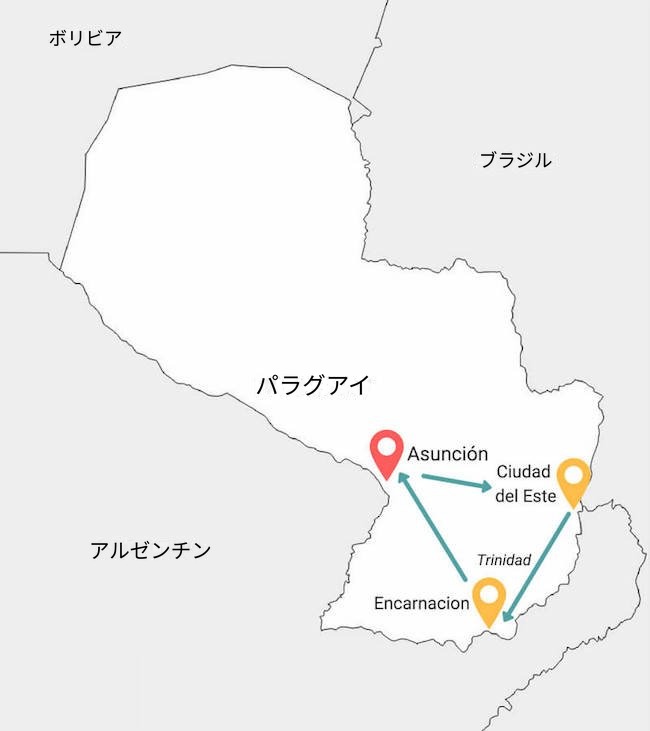 ボリビア
ブラジル
パラグアイ
Asunción
Ciudad
del Este
アルゼンチン
Trinidad
Encarnacion